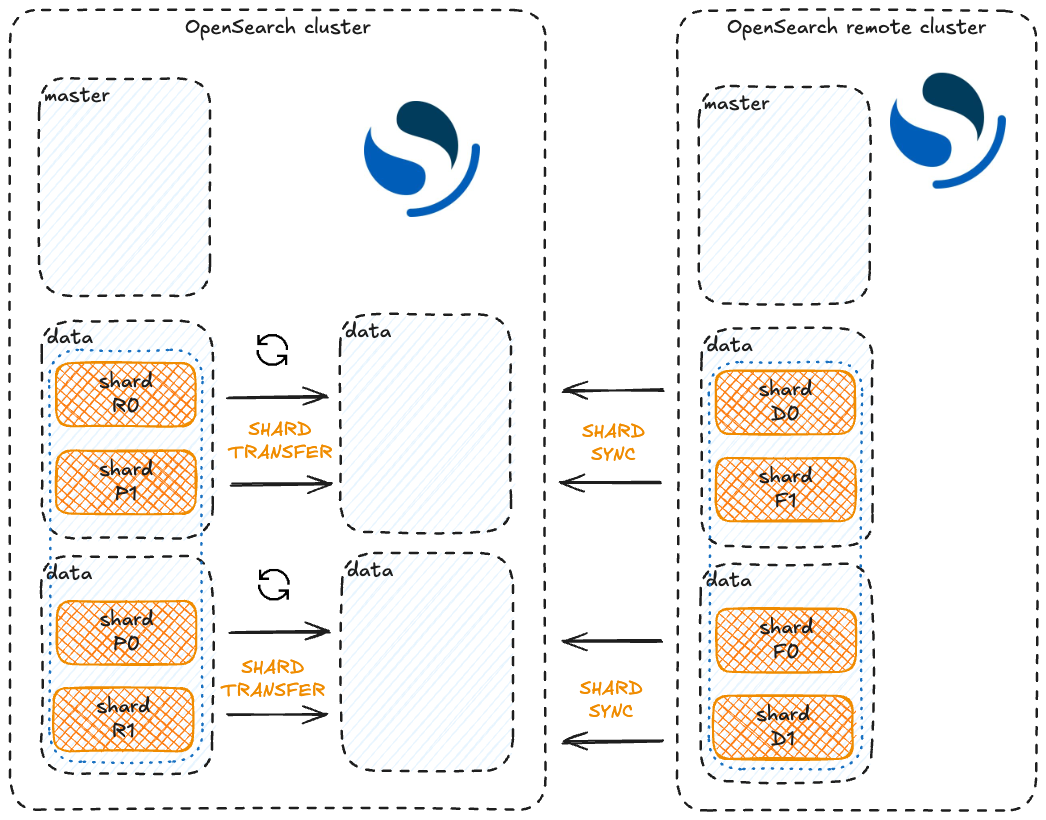 OpenSearch cluster
master
data
shard
R0
shard
P1
SHARD
TRANSFER
data
data
shard
P0
shard
R1
SHARD
TRANSFER
data
OpenSearch remote cluster
master
SHARD
SYNC
data
shard
D0
shard
F1
SHARD
SYNC
data
shard
F0
shard
D1